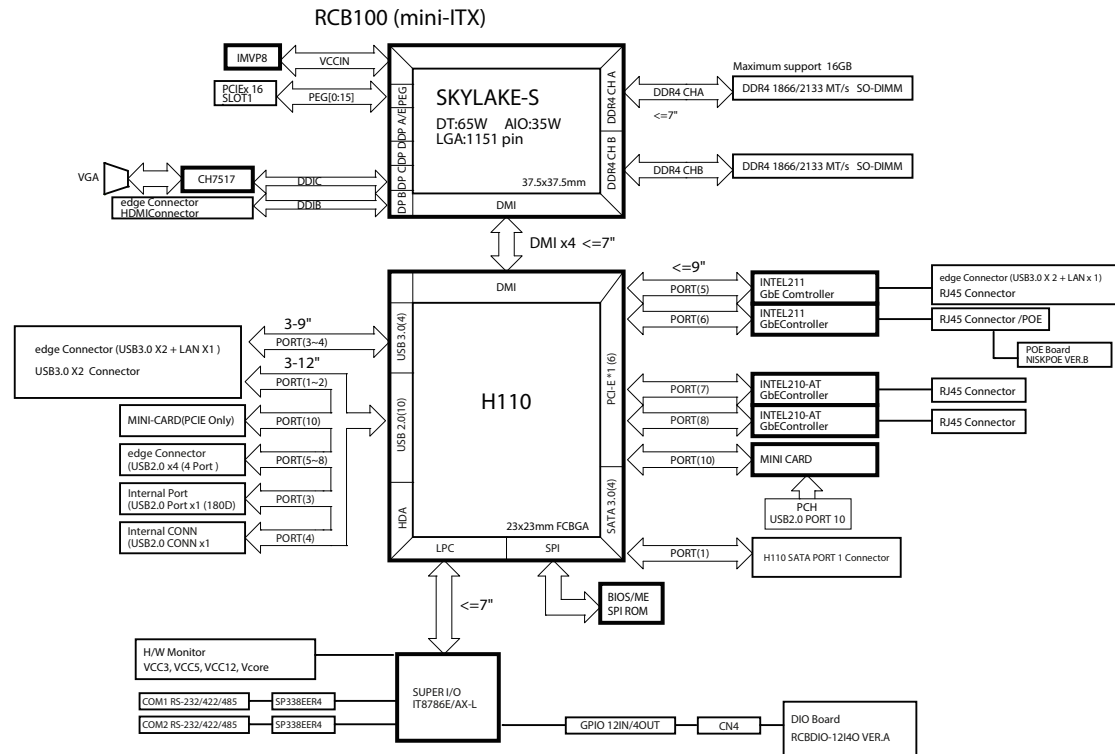 RCB100 (mini-ITX)
IMVP8
VCCIN
PCIEx 16
SLOT1
PEG[0:15]
PEG
DDP A/E
DP D
DP C
DP B
SKYLAKE-S
DT:65W AIO:35W
LGA:1151 pin
37.5x37.5mm
DMI
DDR4 CH A
DDR4 CH B
Maximum support 16GB
DDR4 CHA
<=7"
DDR4 1866/2133 MT/s SO-DIMM
DDR4 CHB
DDR4 1866/2133 MT/s SO-DIMM
VGA
CH7517
DDIC
edge Connector
HDMIConnector
DDIB
DMI x4 <=7"
DMI
USB3.0(4)
USB 2.0(10)
HDA
H110
23x23mm FCBGA
PCI-E *1 (6)
SATA 3.0(4)
LPC
SPI
3-9"
PORT(3~4)
edge Connector (USB3.0 X2 + LAN X1 )
USB3.0 X2 Connector
3-12"
PORT(1~2)
MINI-CARD(PCIE Only)
PORT(10)
edge Connector
(USB2.0 x4 (4 Port )
PORT(5~8)
Internal Port
(USB2.0 Port x1 (180D)
PORT(3)
Internal CONN
(USB2.0 CONN x1
PORT(4)
<=9"
PORT(5)
INTEL211
GbE Comtroller
edge Connector (USB3.0 X 2 + LAN x 1)
RJ45 Connector
PORT(6)
INTEL211
GbEController
RJ45 Connector /POE
POE Board
NISKPOE VER.B
PORT(7)
INTEL210-AT
GbEController
RJ45 Connector
PORT(8)
INTEL210-AT
GbEController
RJ45 Connector
PORT(10)
MINI CARD
PCH
USB2.0 PORT 10
PORT(1)
H110 SATA PORT 1 Connector
<=7"
BIOS/ME
SPI ROM
H/W Monitor
VCC3, VCC5, VCC12, Vcore
SUPER I/O
IT8786E/AX-L
COM1 RS-232/422/485
SP338EER4
COM2 RS-232/422/485
SP338EER4
GPIO 12IN/4OUT
CN4
DIO Board
RCBDIO-12I4O VER.A